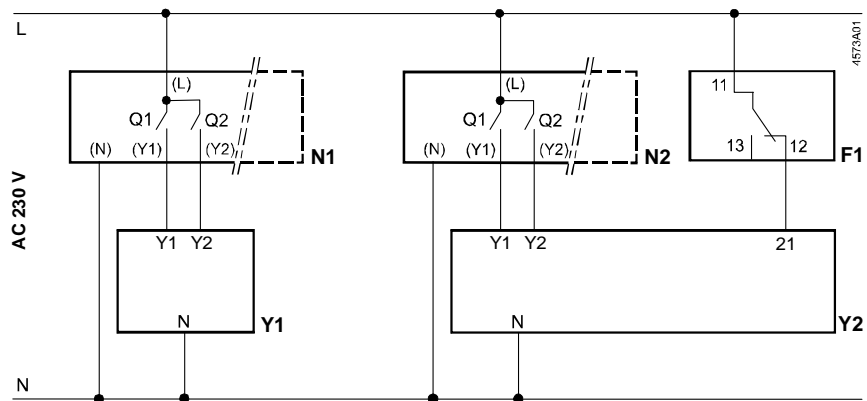 L
4573A01
(L)
Q1 Q2
(N) (Y1) (Y2)
N1
(L)
Q1 Q2
(N) (Y1) (Y2)
N2
11
13 12
F1
AC 230 V
Y1 Y2
N
Y1
Y1 Y2 21
N
Y2
N